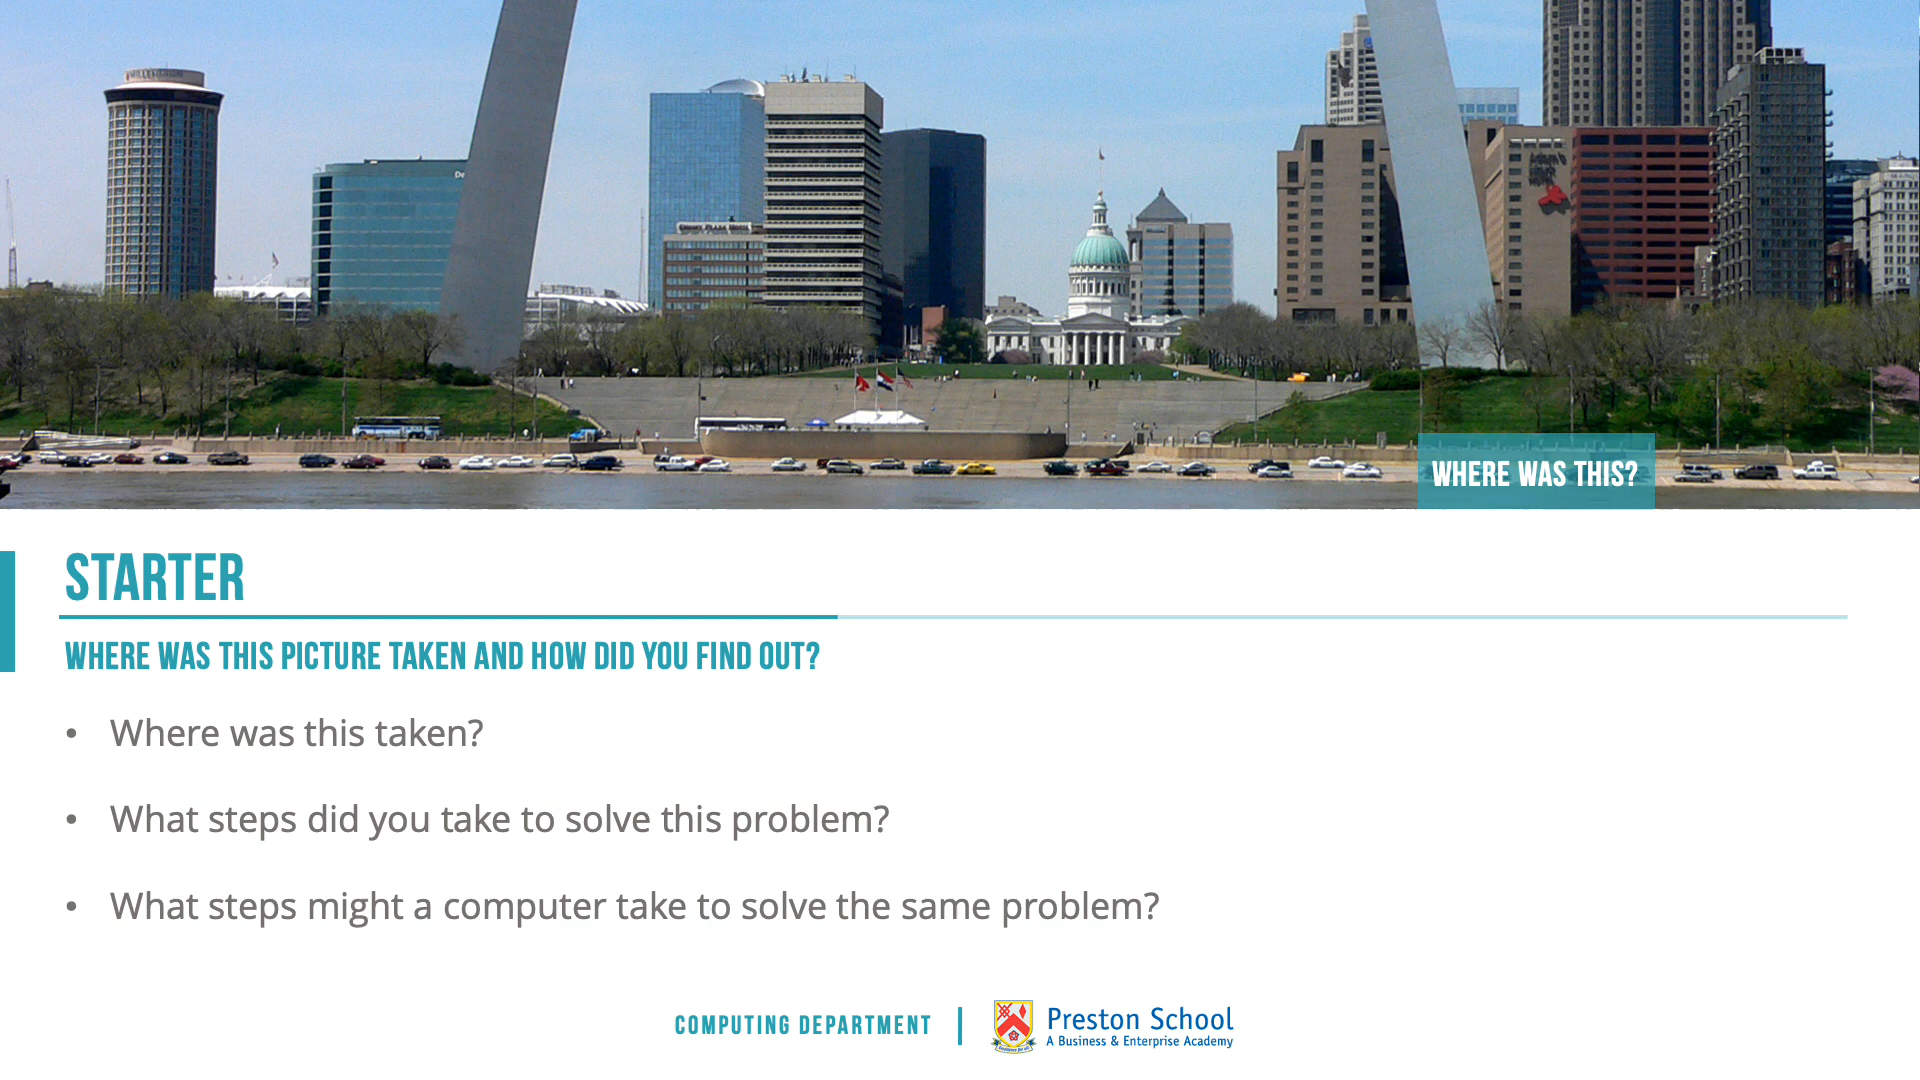 WHERE WAS THIS?
STARTER
WHERE WAS THIS PICTURE TAKEN AND HOW DID YOU FIND OUT?
• Where was this taken?
• What steps did you take to solve this problem?
• What steps might a computer take to solve the same problem?
COMPUTING DEPARTMENT
Preston School
A Business & Enterprise Academy